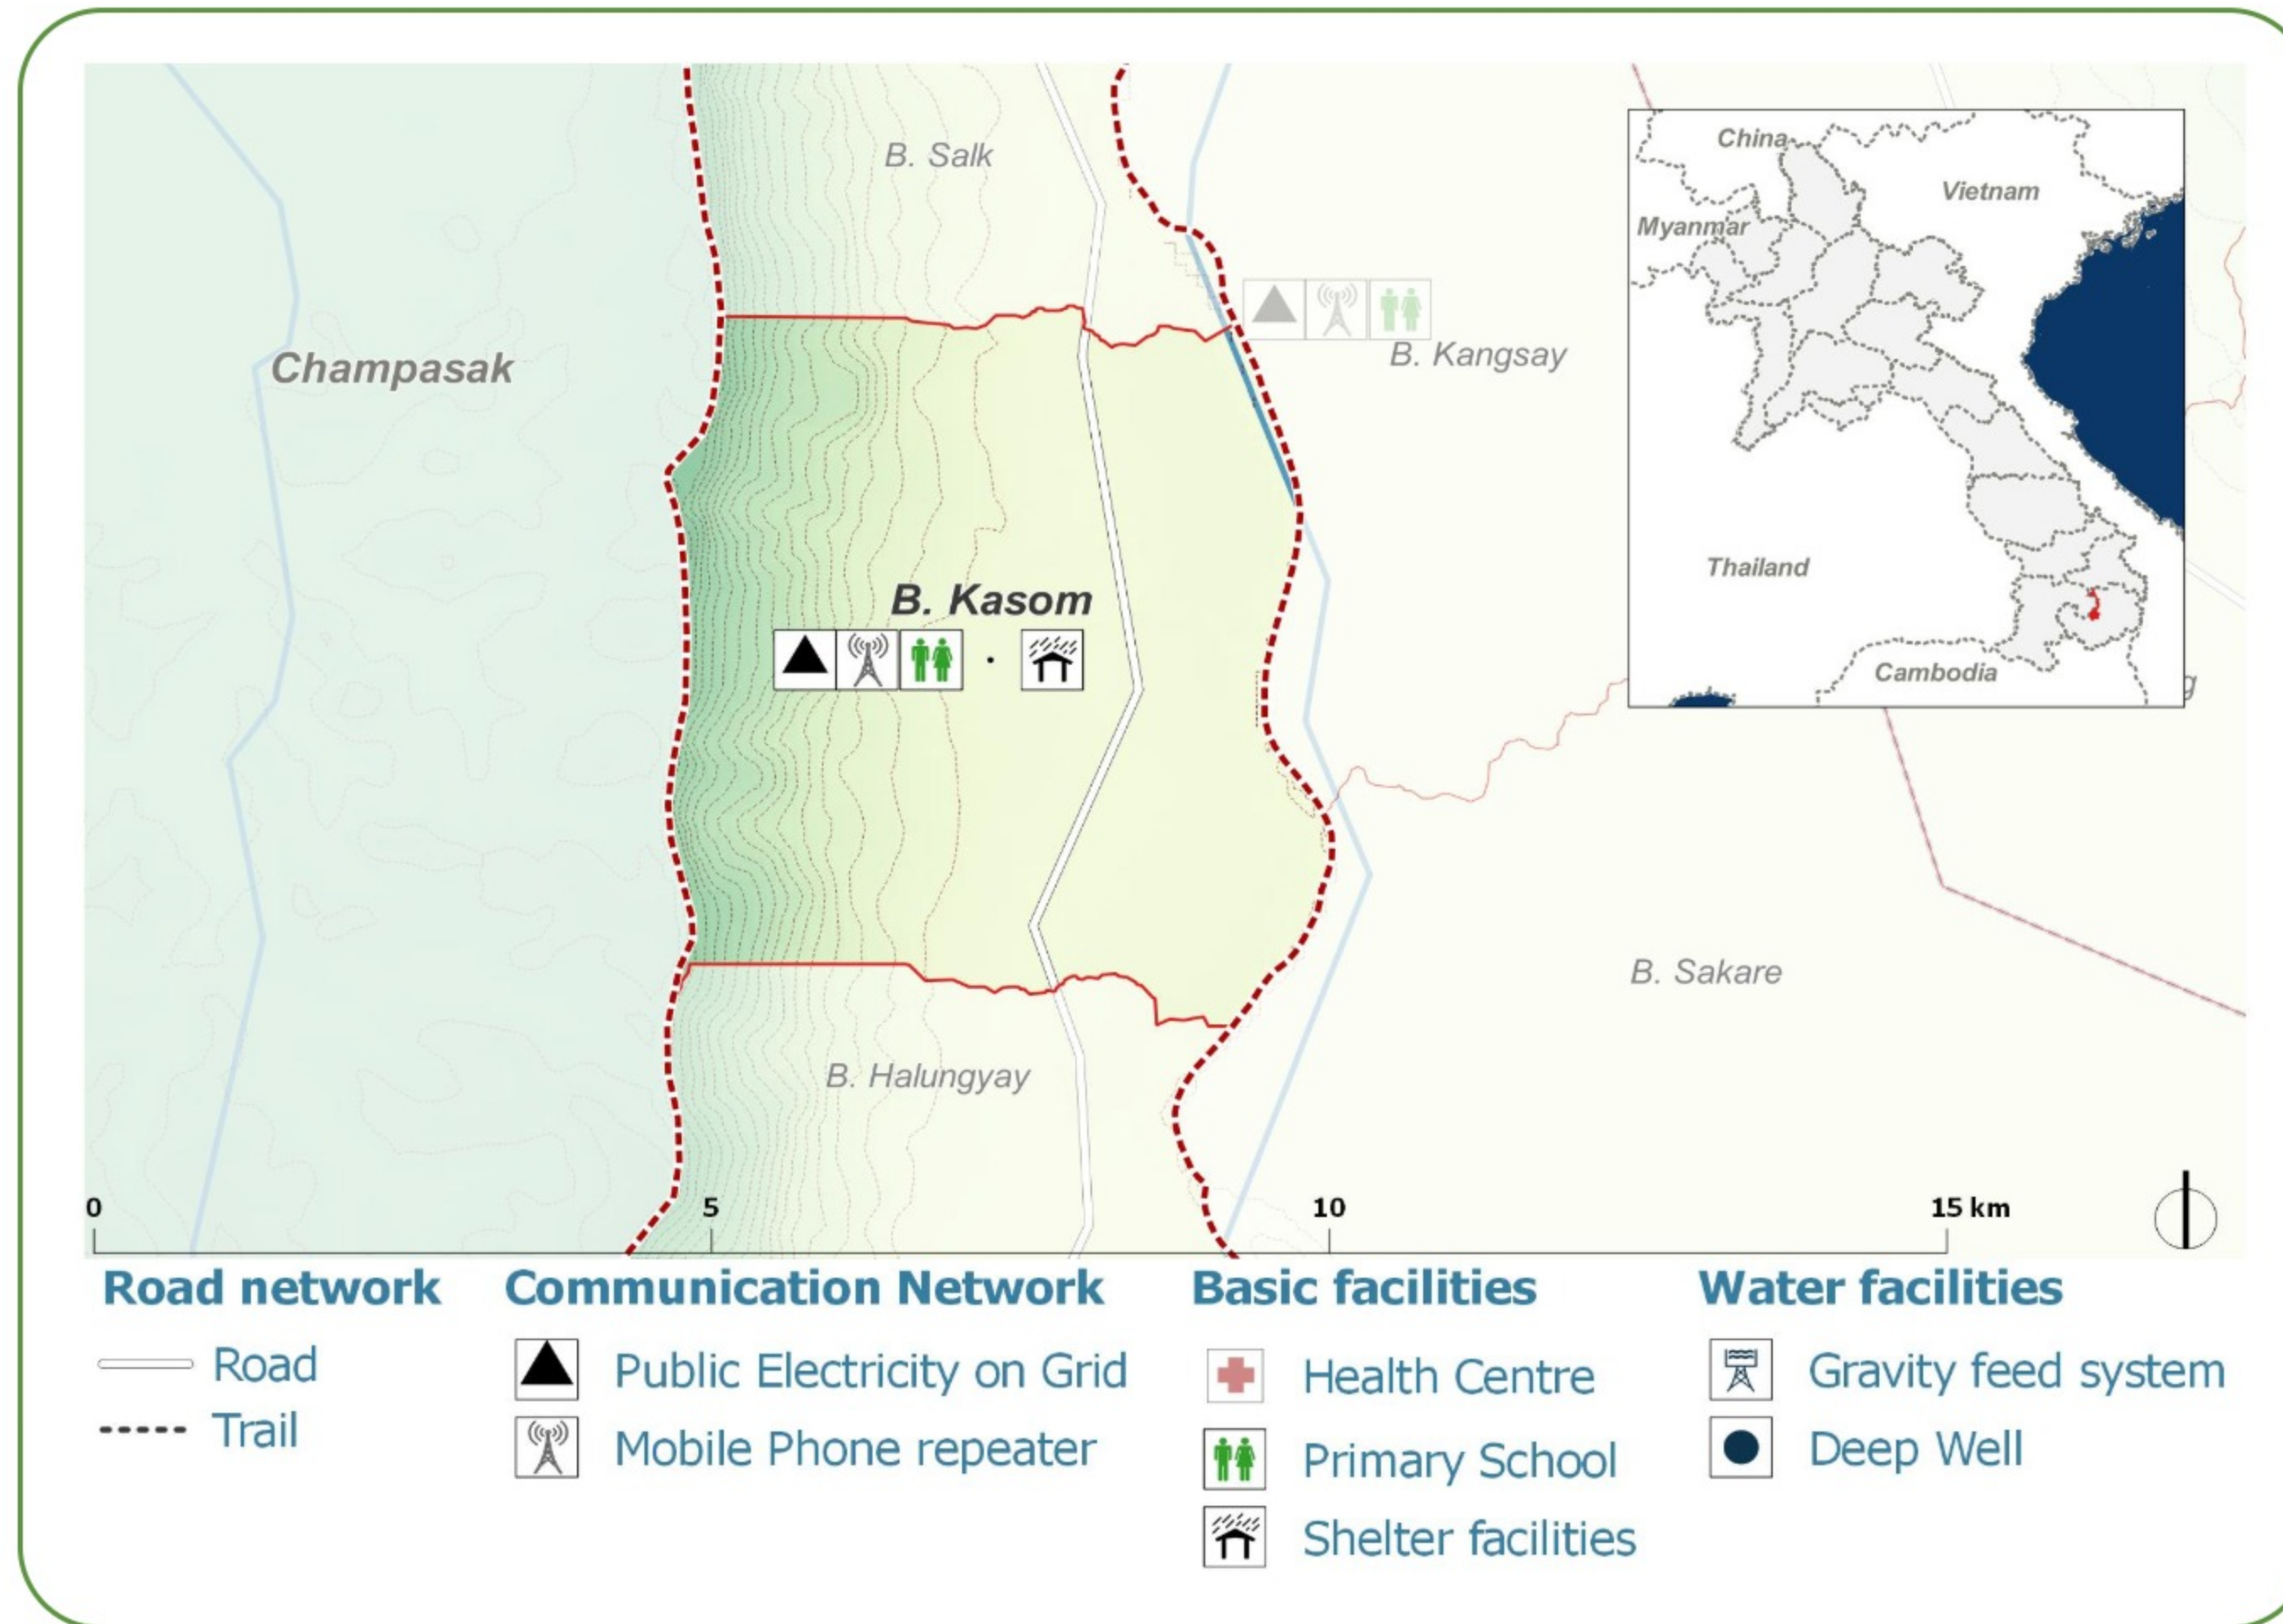 B. Salk
China
Vietnam
Myanmar
Champasak
B. Kangsay
Thailand
B. Kasom
Cambodia
g
B. Sakare
B. Halungyay
0 5 10 15 km
Road network
Road
Trail
Communication Network
Public Electricity on Grid
Mobile Phone repeater
Basic facilities
Health Centre
Primary School
Shelter facilities
Water facilities
Gravity feed system
Deep Well